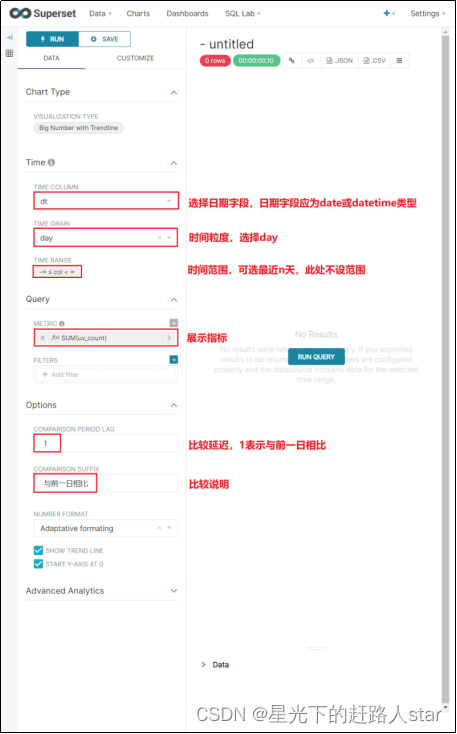 Superset
Data Charts Dashboards SQL Lab + Settings
RUN SAVE
DATA CUSTOMIZE
- untitled
0 rows 00:00:00.10 .JSON .CSV
Chart Type
VISUALIZATION TYPE
Big Number with Trendline
Time
TIME COLUMN
dt
选择日期字段，日期字段应为date或datetime类型
TIME GRAIN
day
时间粒度，选择day
TIME RANGE
-∞ ≤ col < ∞
时间范围，可选最近n天，此处不设范围
Query
METRIC
f(x) SUM(uv_count)
展示指标
No Results
No results were returned
If you expected
results to be
filters are configured
properly and the datasource contains data for the selected
time range.
RUN QUERY
FILTERS
+ Add filter
Options
COMPARISON PERIOD LAG
1
比较延迟，1表示与前一日相比
COMPARISON SUFFIX
与前一日相比
比较说明
NUMBER FORMAT
Adaptative formating
SHOW TREND LINE
START Y-AXIS AT 0
Advanced Analytics
Data
CSDN @星光下的赶路人star